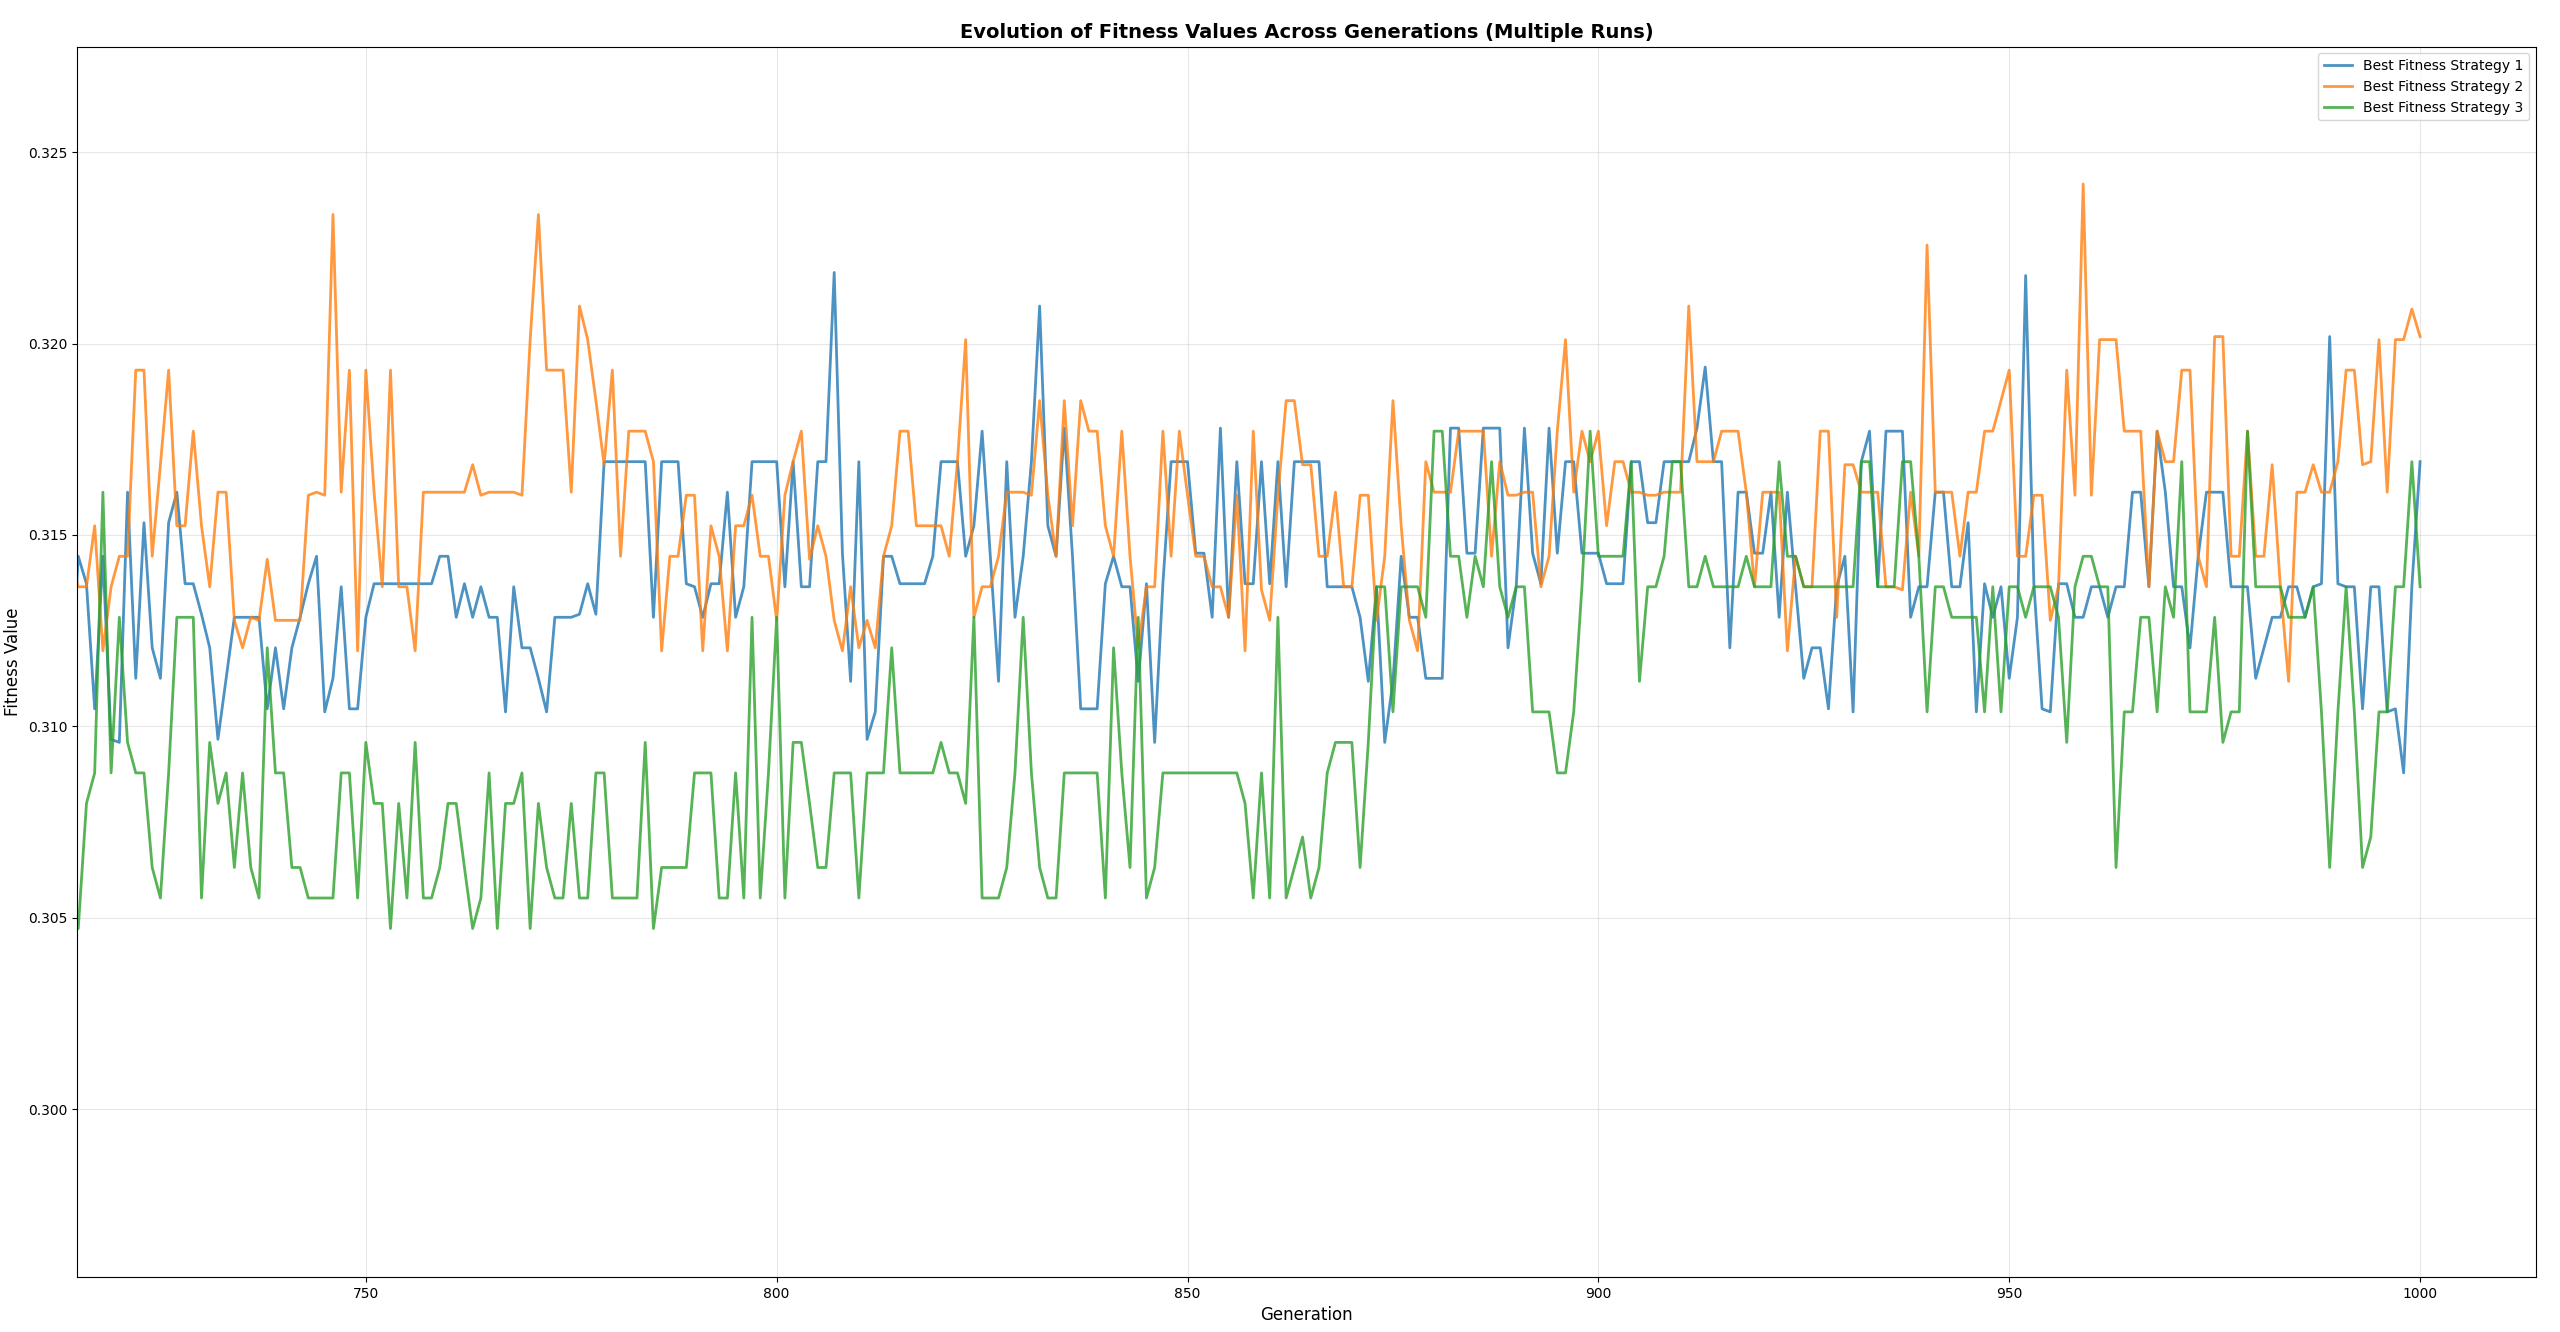 Evolution of Fitness Values Across Generations (Multiple Runs)
Best Fitness Strategy 1
Best Fitness Strategy 2
Best Fitness Strategy 3
Fitness Value
0.325
0.320
0.315
0.310
0.305
0.300
750
800
850
900
950
1000
Generation